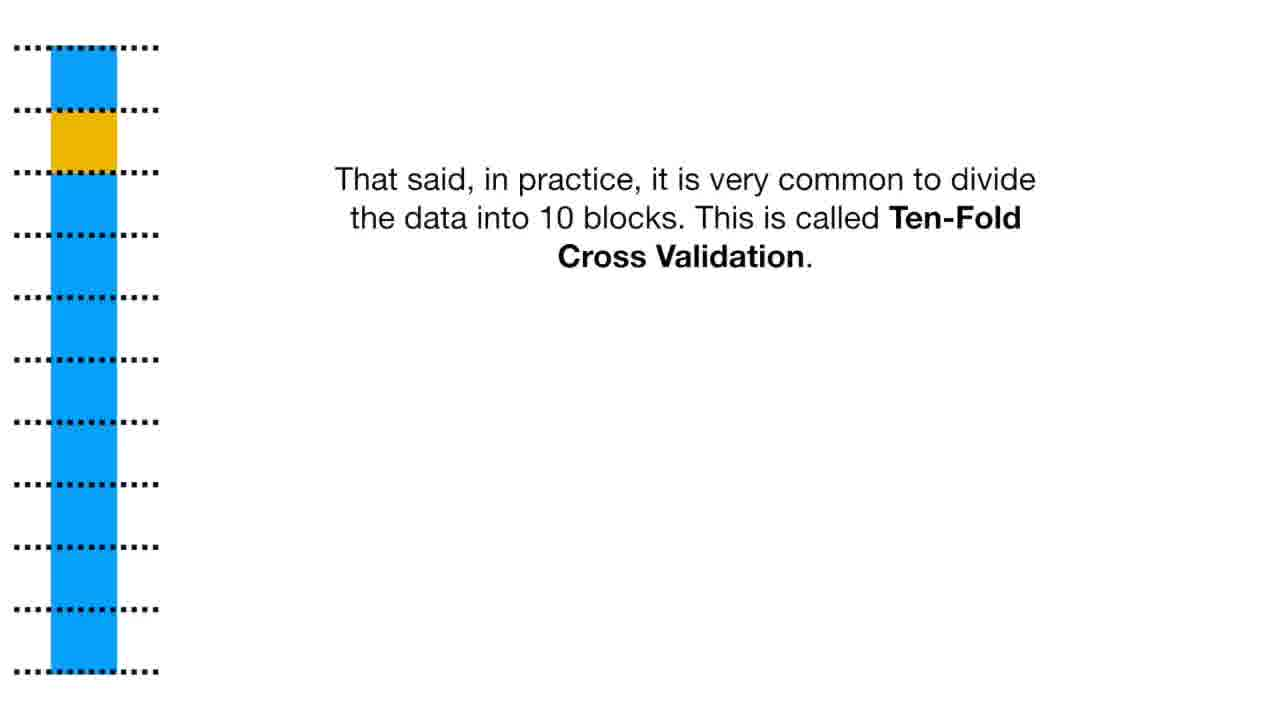 That said, in practice, it is very common to divide
the data into 10 blocks. This is called Ten-Fold
Cross Validation.